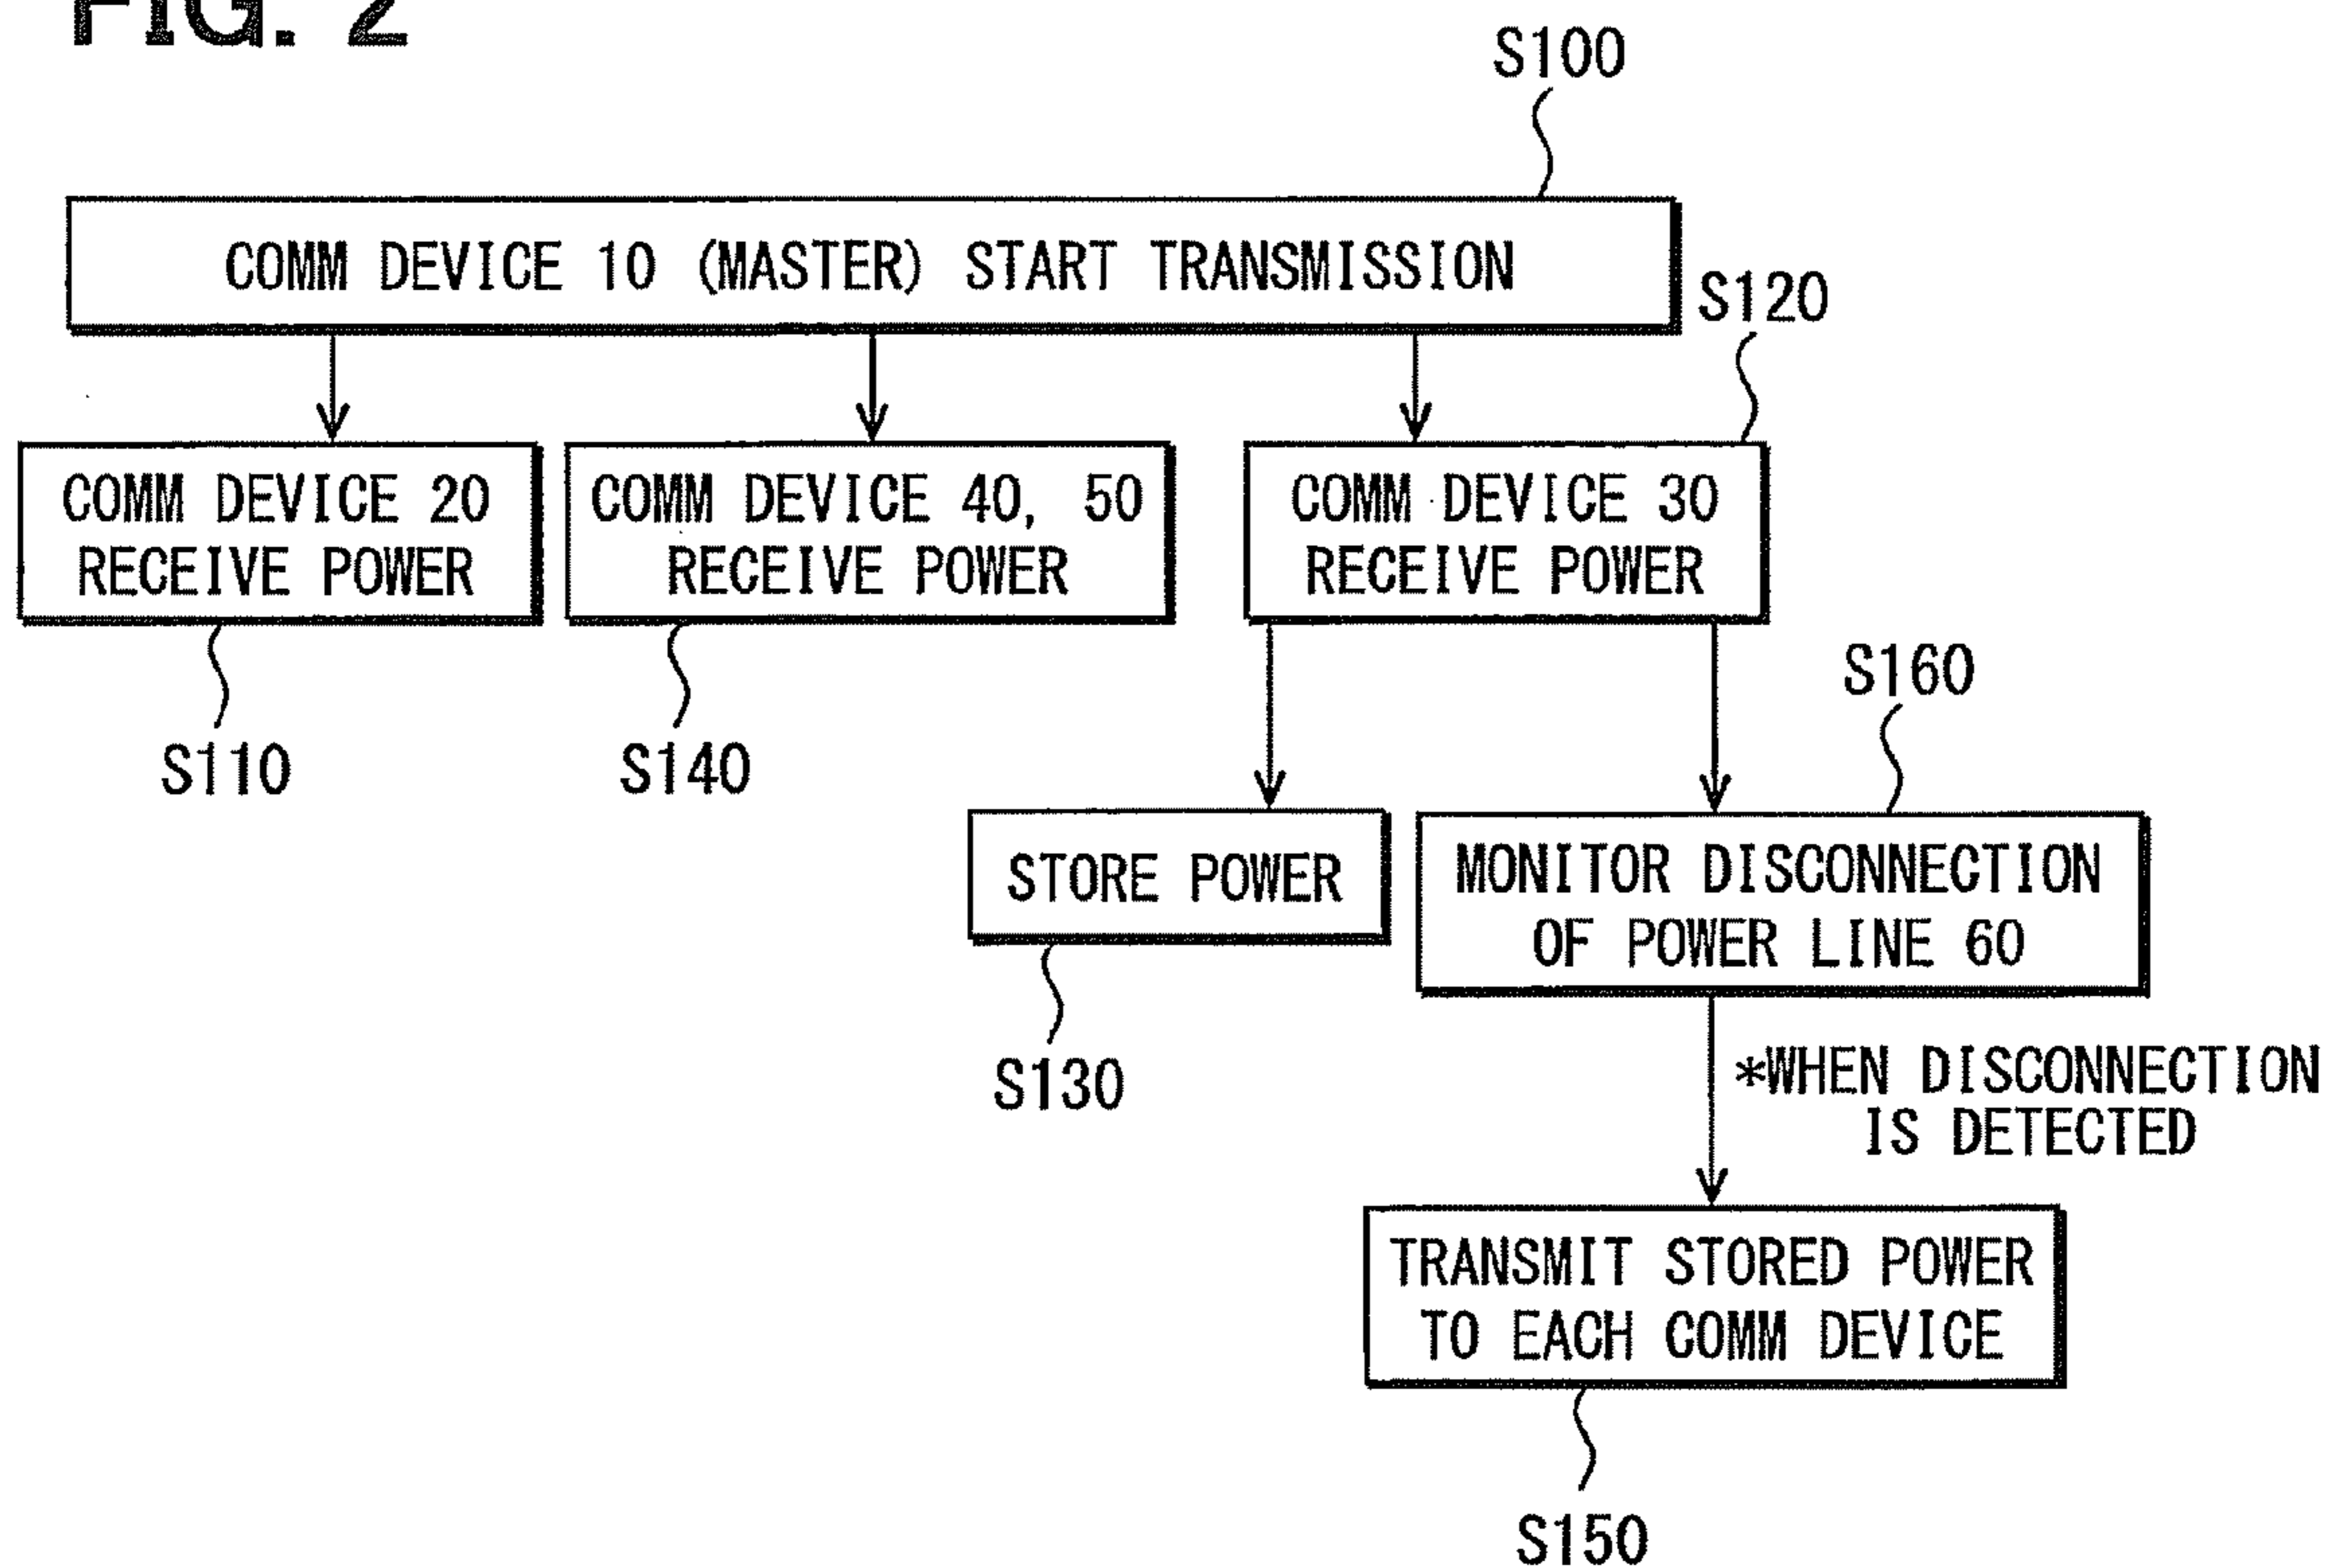 FIG. 2
S100
COMM DEVICE 10 (MASTER) START TRANSMISSION
S120
COMM DEVICE 20
RECEIVE POWER
COMM DEVICE 40, 50
RECEIVE POWER
COMM DEVICE 30
RECEIVE POWER
S110
S140
S160
STORE POWER
MONITOR DISCONNECTION
OF POWER LINE 60
S130
*WHEN DISCONNECTION
IS DETECTED
TRANSMIT STORED POWER
TO EACH COMM DEVICE
S150